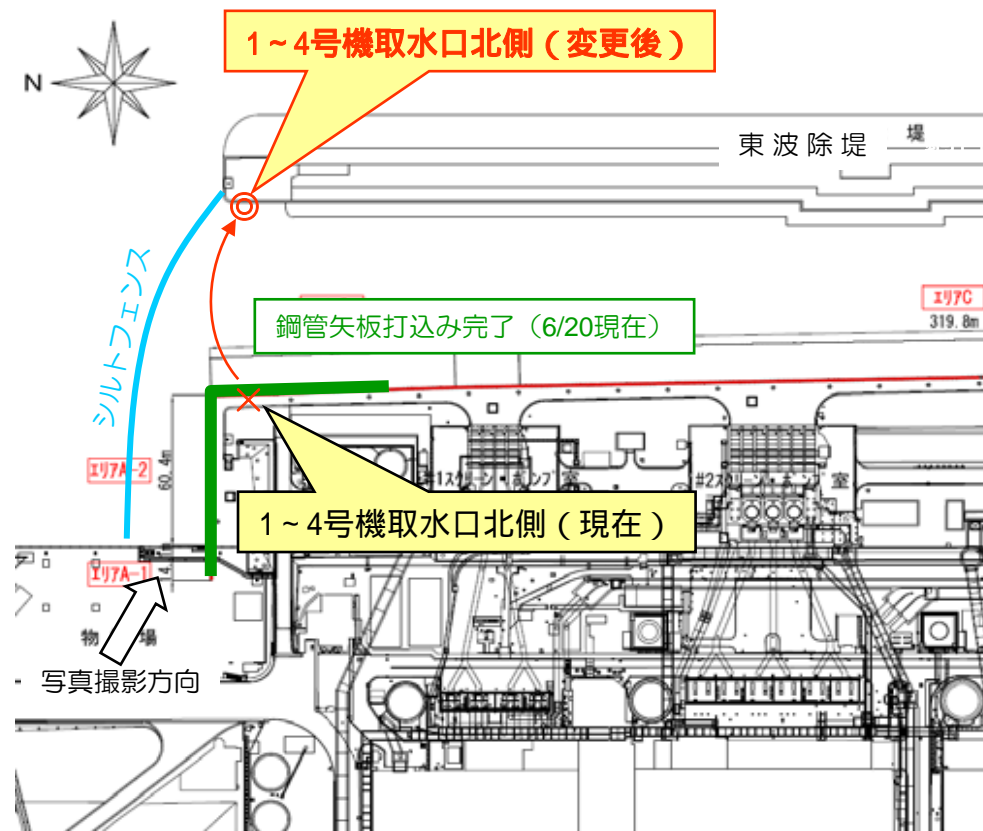 1~4号機取水口北側(変更後)
N
東波除堤
堤
シルトフェンス
鋼管矢板打込み完了(6/20現在)
エリアC
319.8m
エリアA-2
60.4m
#1スクリーン・ポンプ室
#2スクリーン・ポンプ室
1~4号機取水口北側(現在)
エリアA-1
4
物
場
写真撮影方向